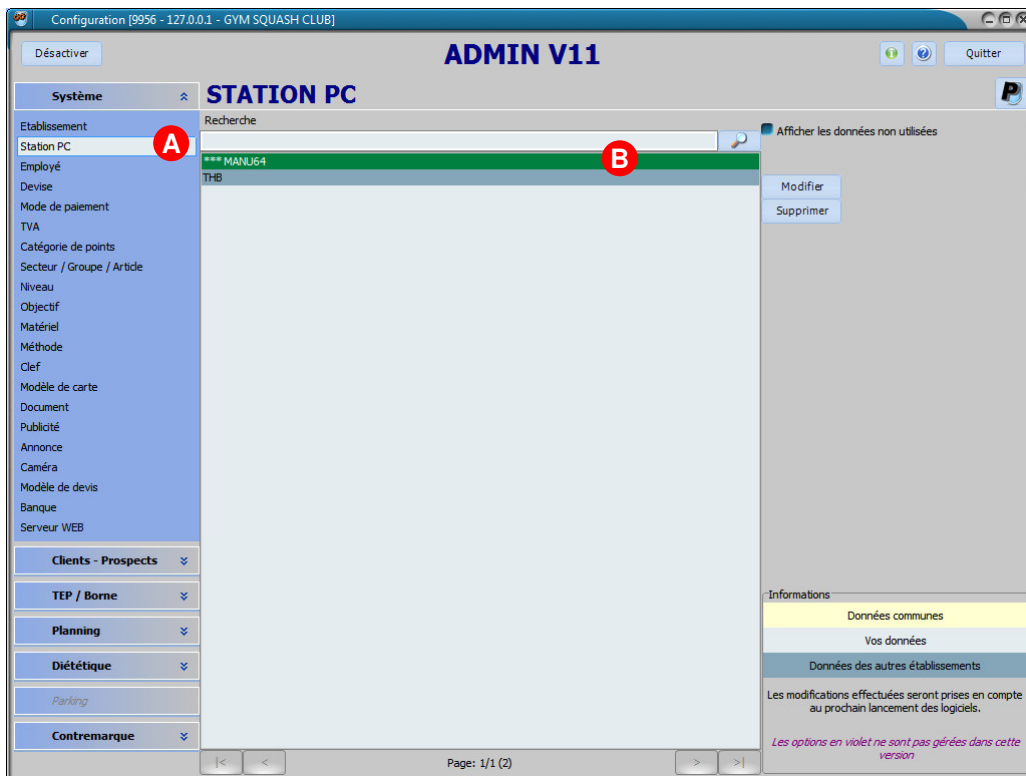 Configuration [9956 - 127.0.0.1 - GYM SQUASH CLUB]
Désactiver
ADMIN V11
Quitter
Système
STATION PC
P
Etablissement
Station PC
Employé
Devise
Mode de paiement
TVA
Catégorie de points
Secteur / Groupe / Article
Niveau
Objectif
Matériel
Méthode
Clef
Modèle de carte
Document
Publicité
Annonce
Caméra
Modèle de devis
Banque
Serveur WEB
Clients - Prospects
TEP / Borne
Planning
Diététique
Parking
Contremarque
A
Recherche
B
*** MANU64
THB
|< < Page: 1/1 (2) > >|
Afficher les données non utilisées
Modifier
Supprimer
Informations
Données communes
Vos données
Données des autres établissements
Les modifications effectuées seront prises en compte
au prochain lancement des logiciels.
Les options en violet ne sont pas gérées dans cette
version